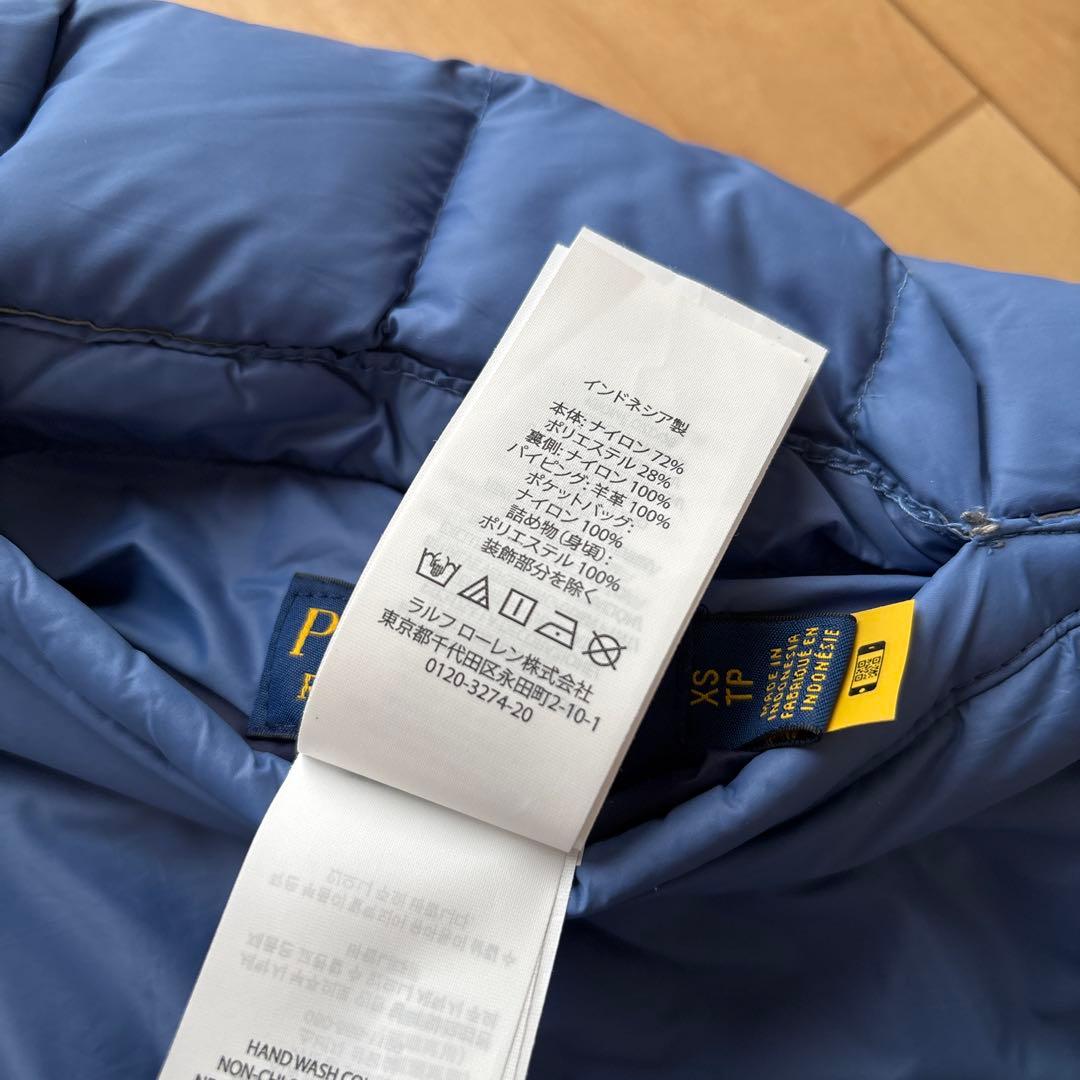 インドネシア製
本体: ナイロン 72%
ポリエステル 28%
裏側: ナイロン 100%
パイピング: 羊革 100%
ポケットバッグ:
ナイロン 100%
詰め物 (身頃) :
ポリエステル 100%
装飾部分を除く
ラルフ ローレン株式会社
東京都千代田区永田町2-10-1
0120-3274-20
P
XS
TP
MADE IN
INDONESIA
FABRIQUÉ EN
INDONÉSIE
HAND WASH